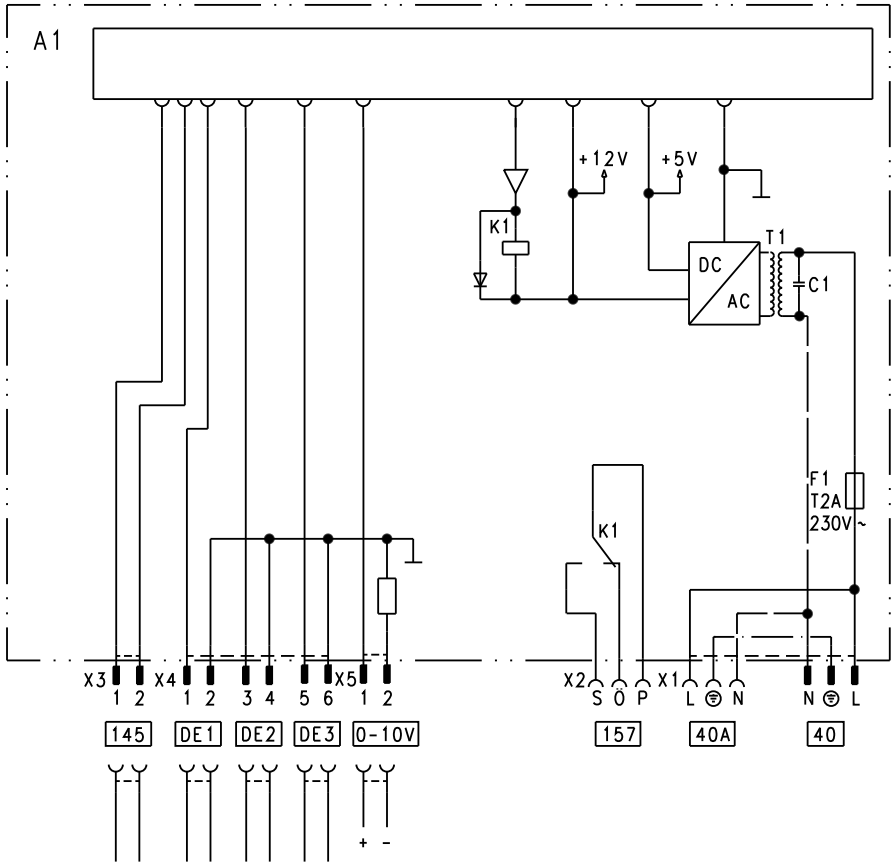 A1
+12V +5V
K1
T1
DC
AC
C1
F1
T2A
230V~
K1
X3 X4 X5 X2 X1
1 2 1 2 3 4 5 6 1 2 S Ö P L N N L
145 DE1 DE2 DE3 0-10V 157 40A 40
+ -